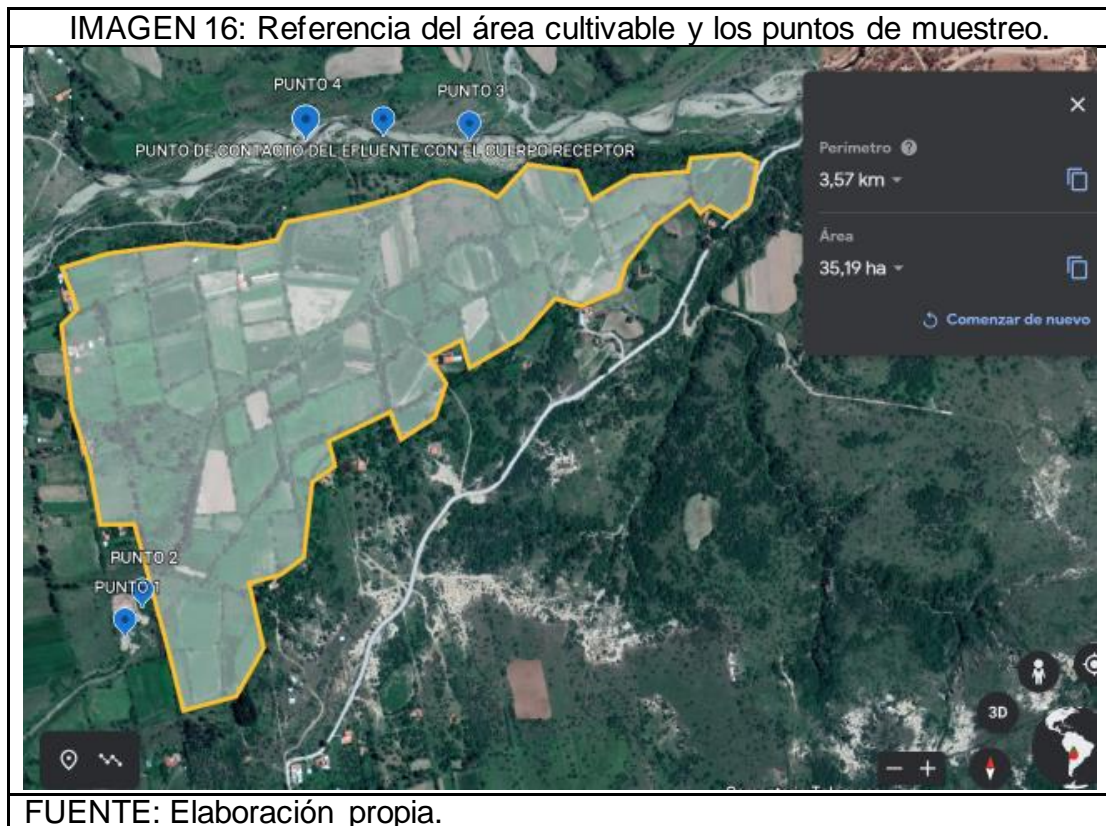 IMAGEN 16: Referencia del área cultivable y los puntos de muestreo.
PUNTO 4
PUNTO 3
PUNTO DE CONTACTO DEL EFLUENTE CON EL CUERPO RECEPTOR
Perímetro
3,57 km
Área
35,19 ha
Comenzar de nuevo
PUNTO 2
PUNTO 1
3D
FUENTE: Elaboración propia.